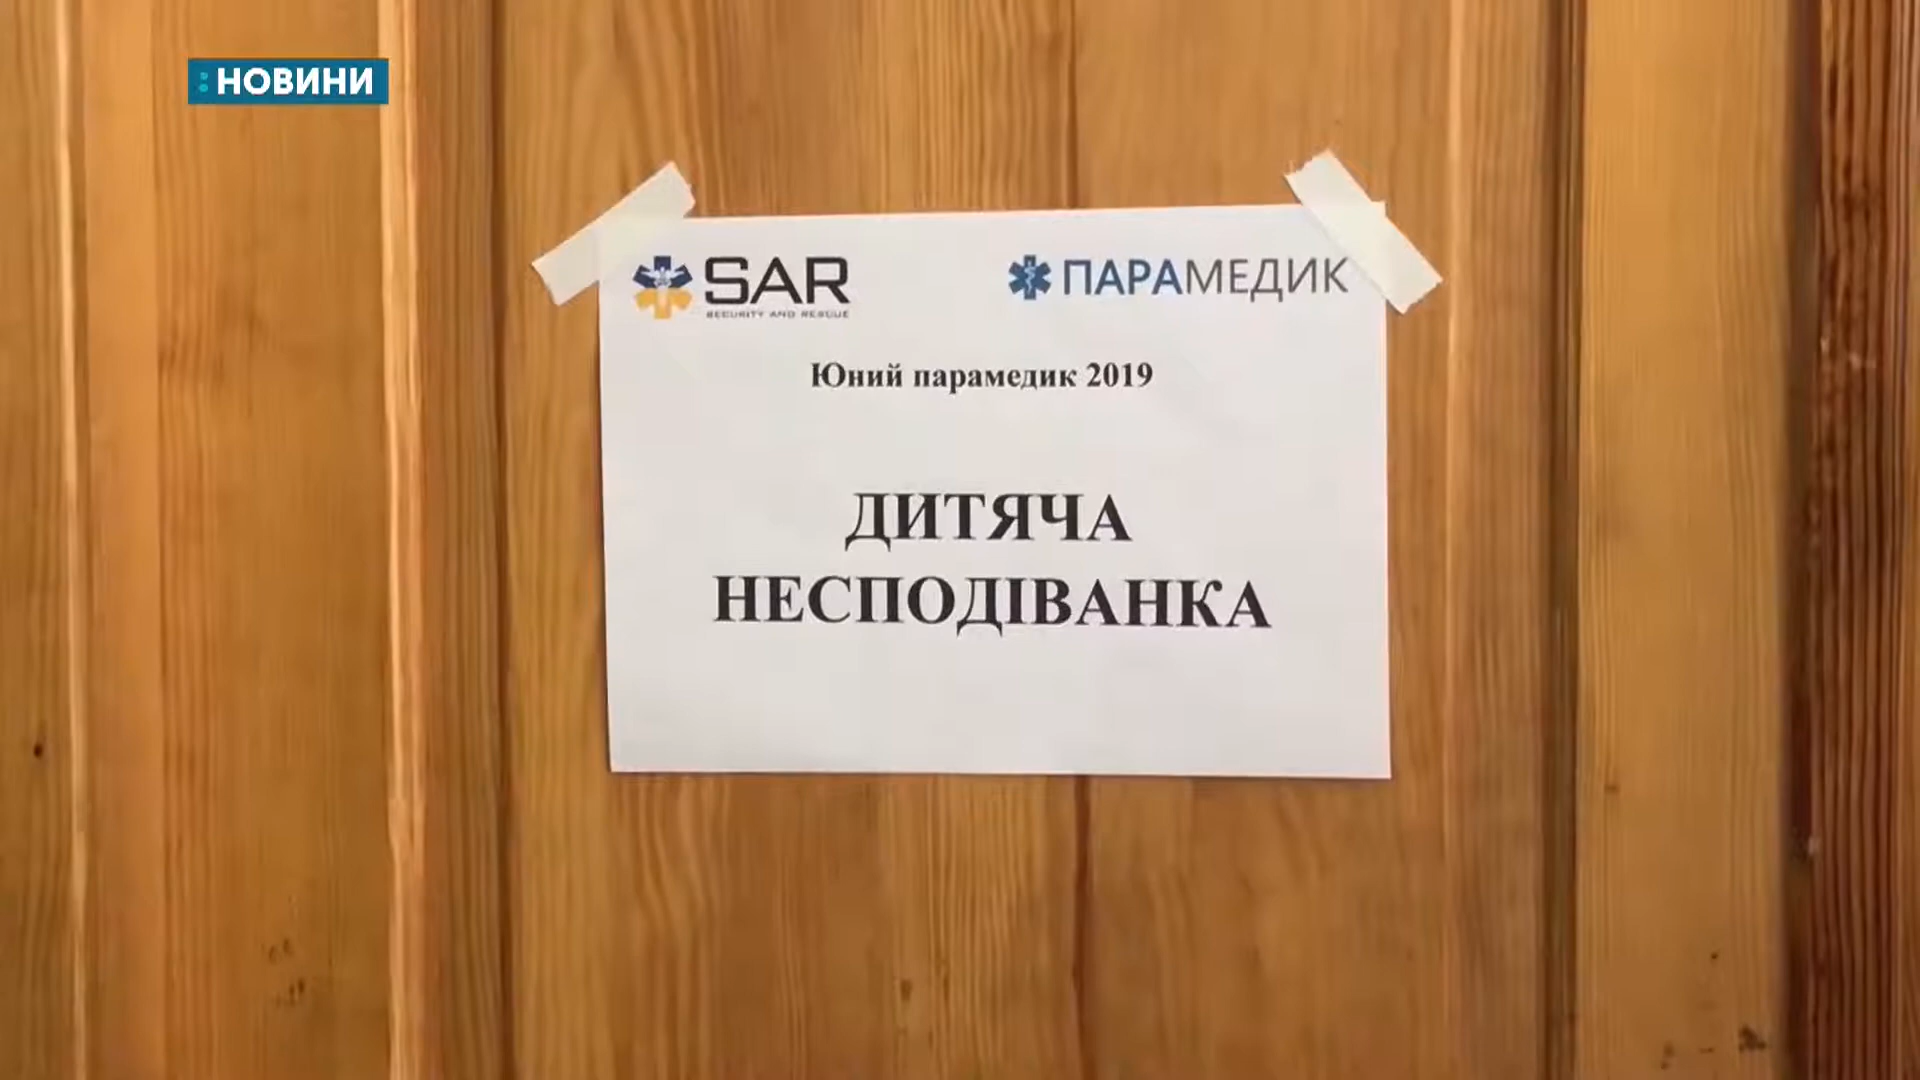 :НОВИНИ
SAR
SECURITY AND RESCUE
ПАРАМЕДИК
Юний парамедик 2019
ДИТЯЧА
НЕСПОДІВАНКА